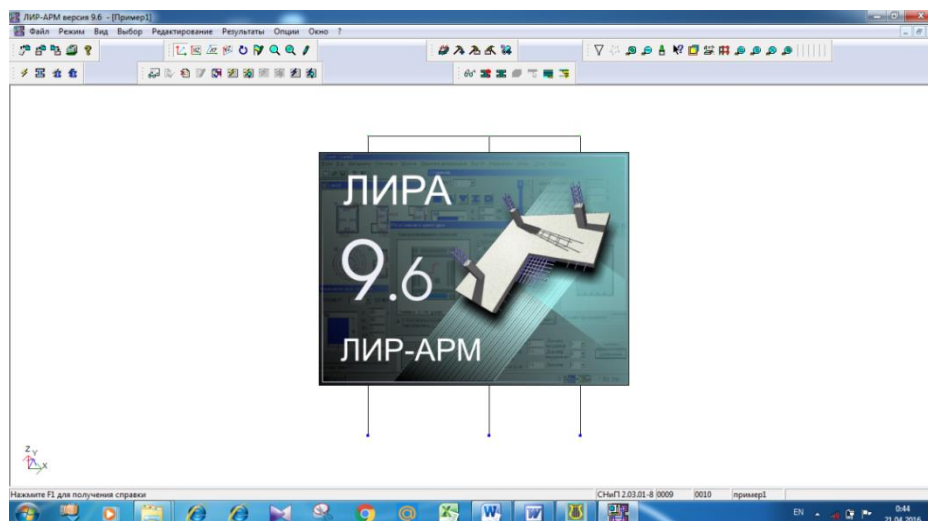 ЛИР-АРМ версия 9.6 - [Пример1]
Файл Режим Вид Выбор Редактирование Результаты Опции Окно ?
ЛИРА
9.6
ЛИР-АРМ
Z
Y
X
Нажмите F1 для получения справки
СНиП 2.03.01-8 0009 0010 пример1
EN 0:44
21.04.2016